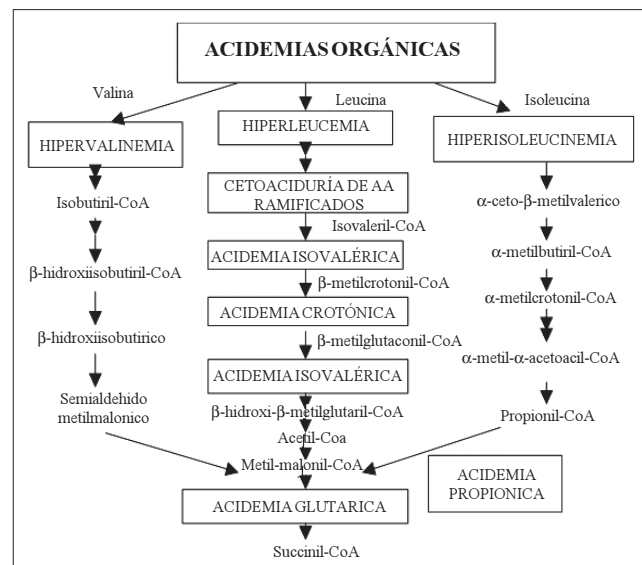 ACIDEMIAS ORGÁNICAS
Valina
Leucina
Isoleucina
HIPERVALINEMIA
HIPERLEUCEMIA
HIPERISOLEUCINEMIA
CETOACIDURÍA DE AA
RAMIFICADOS
Isobutiril-CoA
α-ceto-β-metilvalerico
Isovaleril-CoA
ACIDEMIA ISOVALÉRICA
α-metilbutiril-CoA
β-hidroxiisobutiril-CoA
β-metilcrotonil-CoA
α-metilcrotonil-CoA
ACIDEMIA CROTÓNICA
β-hidroxiisobutirico
β-metilglutaconil-CoA
α-metil-α-acetoacil-CoA
ACIDEMIA ISOVALÉRICA
Semialdehido
metilmalonico
β-hidroxi-β-metilglutaril-CoA
Propionil-CoA
Acetil-Coa
Metil-malonil-CoA
ACIDEMIA
PROPIONICA
ACIDEMIA GLUTARICA
Succinil-CoA